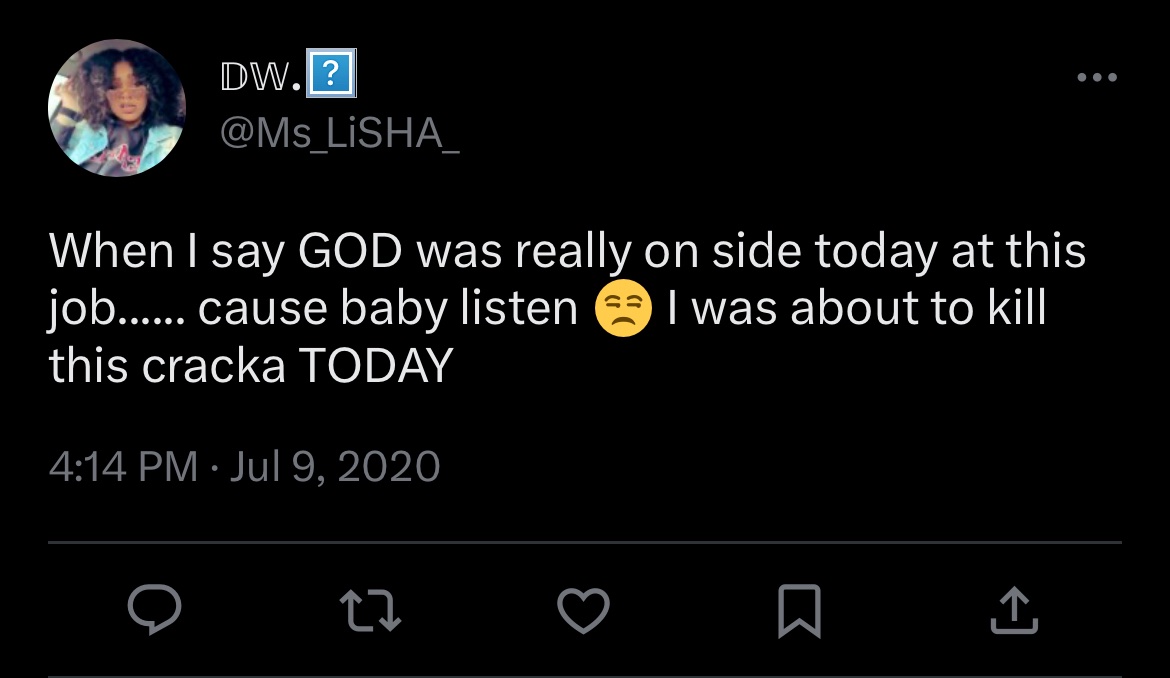 𝔻𝕎.
@Ms_LiSHA_
When I say GOD was really on side today at this
job...... cause baby listen 😒 I was about to kill
this cracka TODAY
4:14 PM · Jul 9, 2020